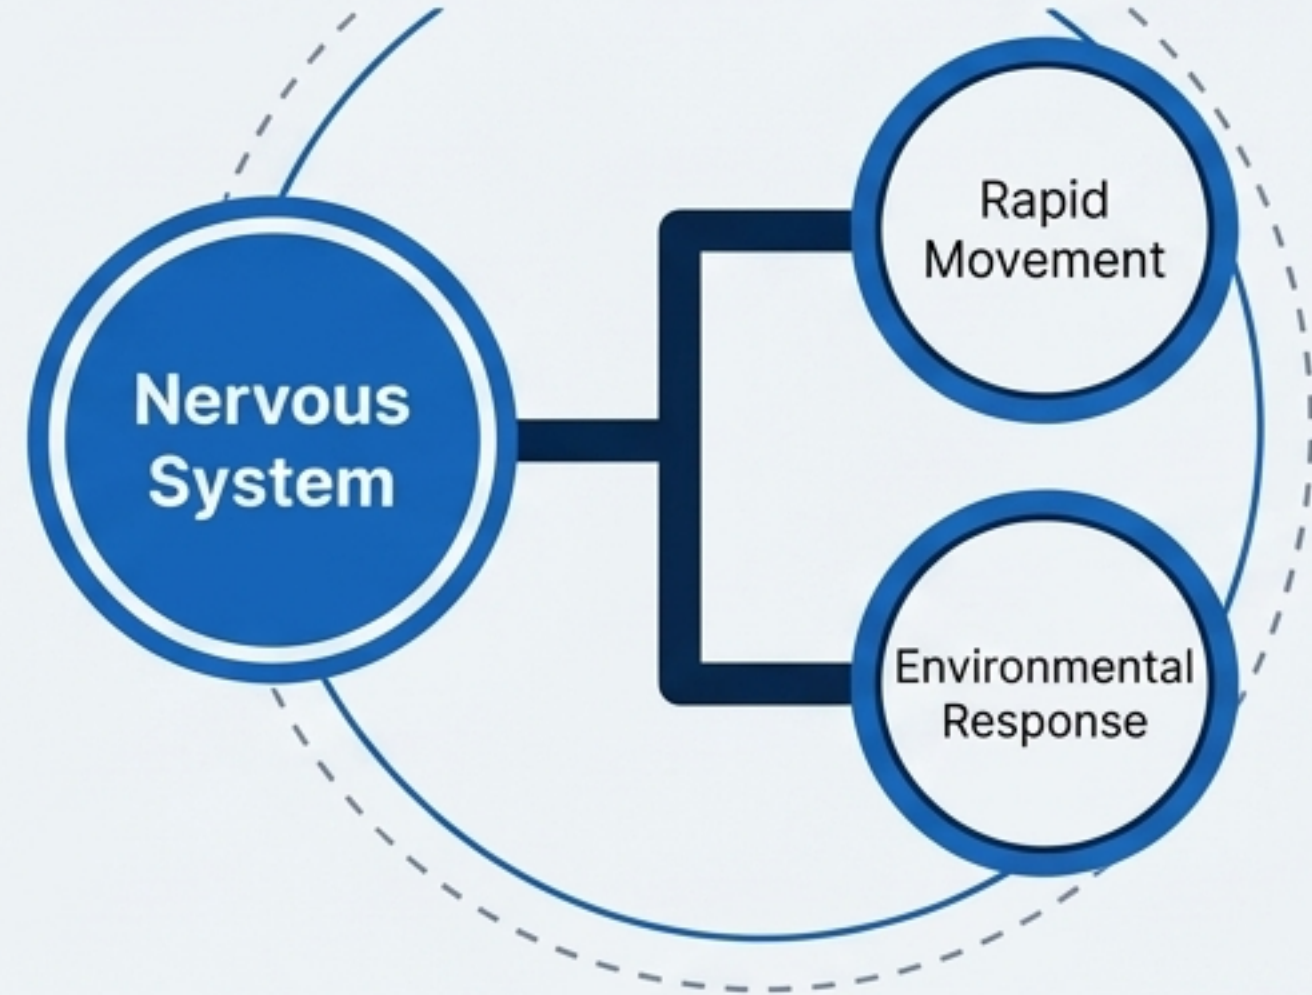 Nervous
System
Rapid
Movement
Environmental
Response